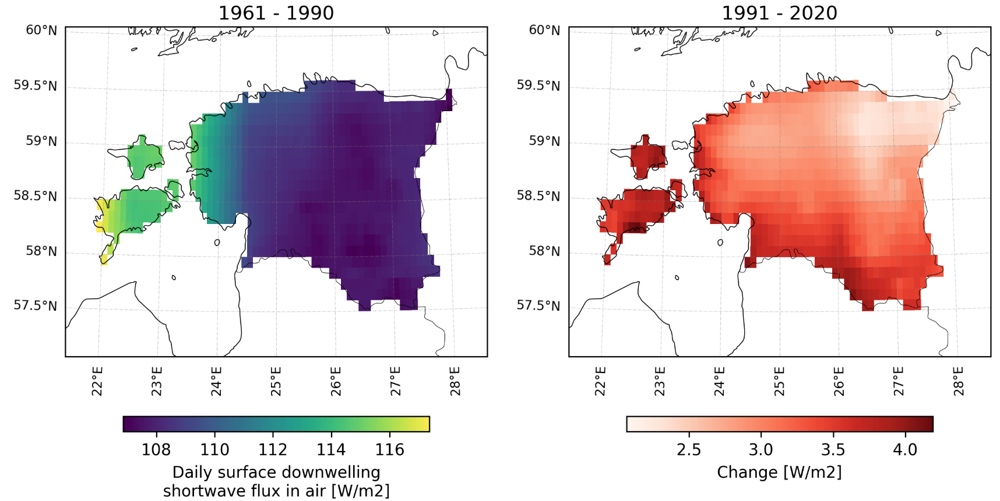 1961 - 1990
60°N
59.5°N
59°N
58.5°N
58°N
57.5°N
22°E
23°E
24°E
25°E
26°E
27°E
28°E
108
110
112
114
116
Daily surface downwelling
shortwave flux in air [W/m2]
1991 - 2020
60°N
59.5°N
59°N
58.5°N
58°N
57.5°N
22°E
23°E
24°E
25°E
26°E
27°E
28°E
2.5
3.0
3.5
4.0
Change [W/m2]